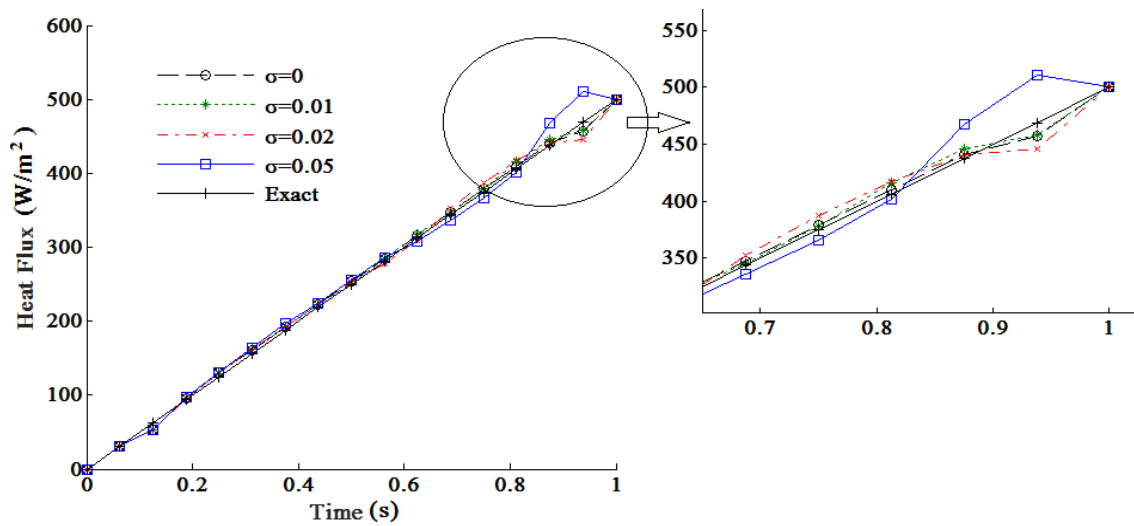 600
500
400
300
200
100
0
Heat Flux (W/m²)
σ=0
σ=0.01
σ=0.02
σ=0.05
Exact
0 0.2 0.4 0.6 0.8 1
Time (s)
550
500
450
400
350
0.7 0.8 0.9 1